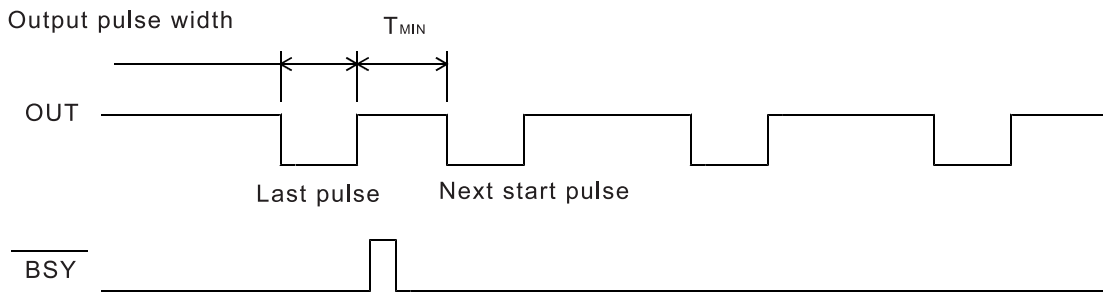 Output pulse width
TMIN
OUT
Last pulse
Next start pulse
BSY